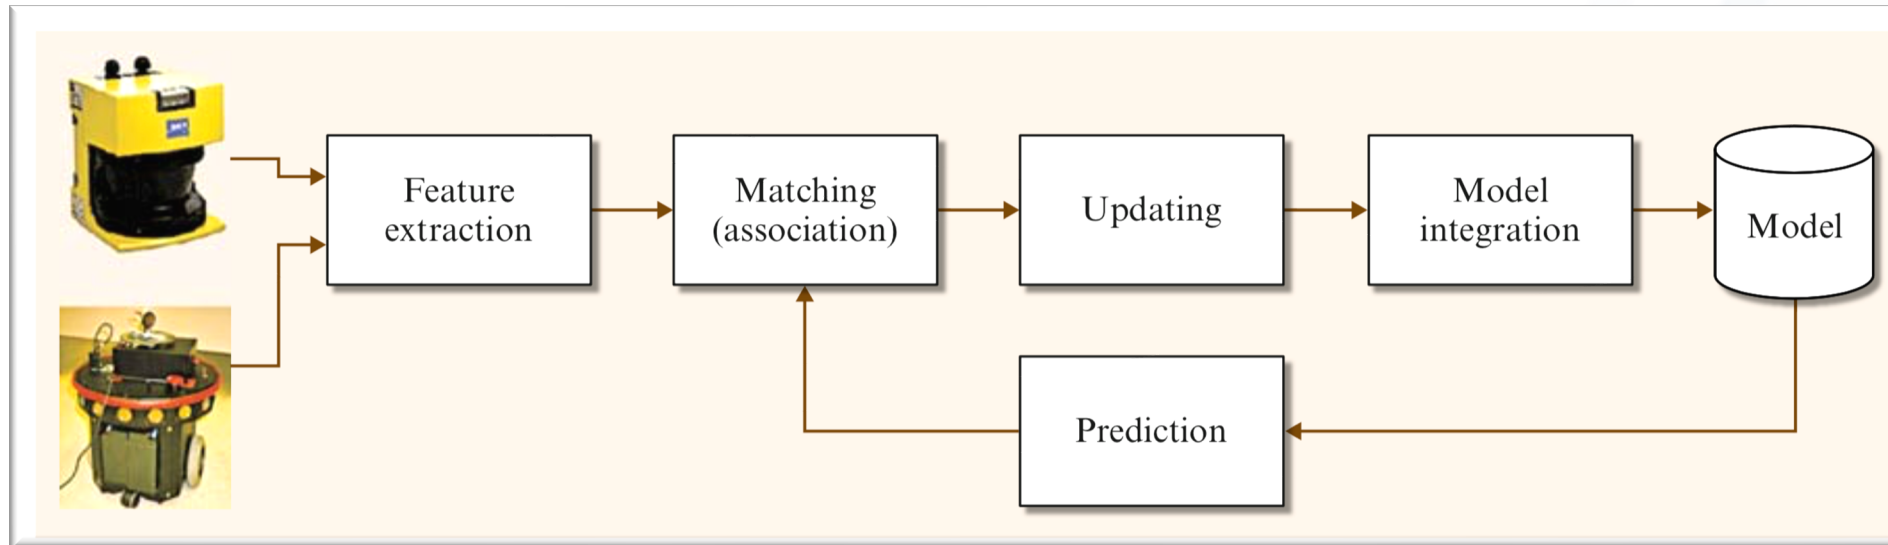 Feature
extraction
Matching
(association)
Updating
Model
integration
Model
Prediction